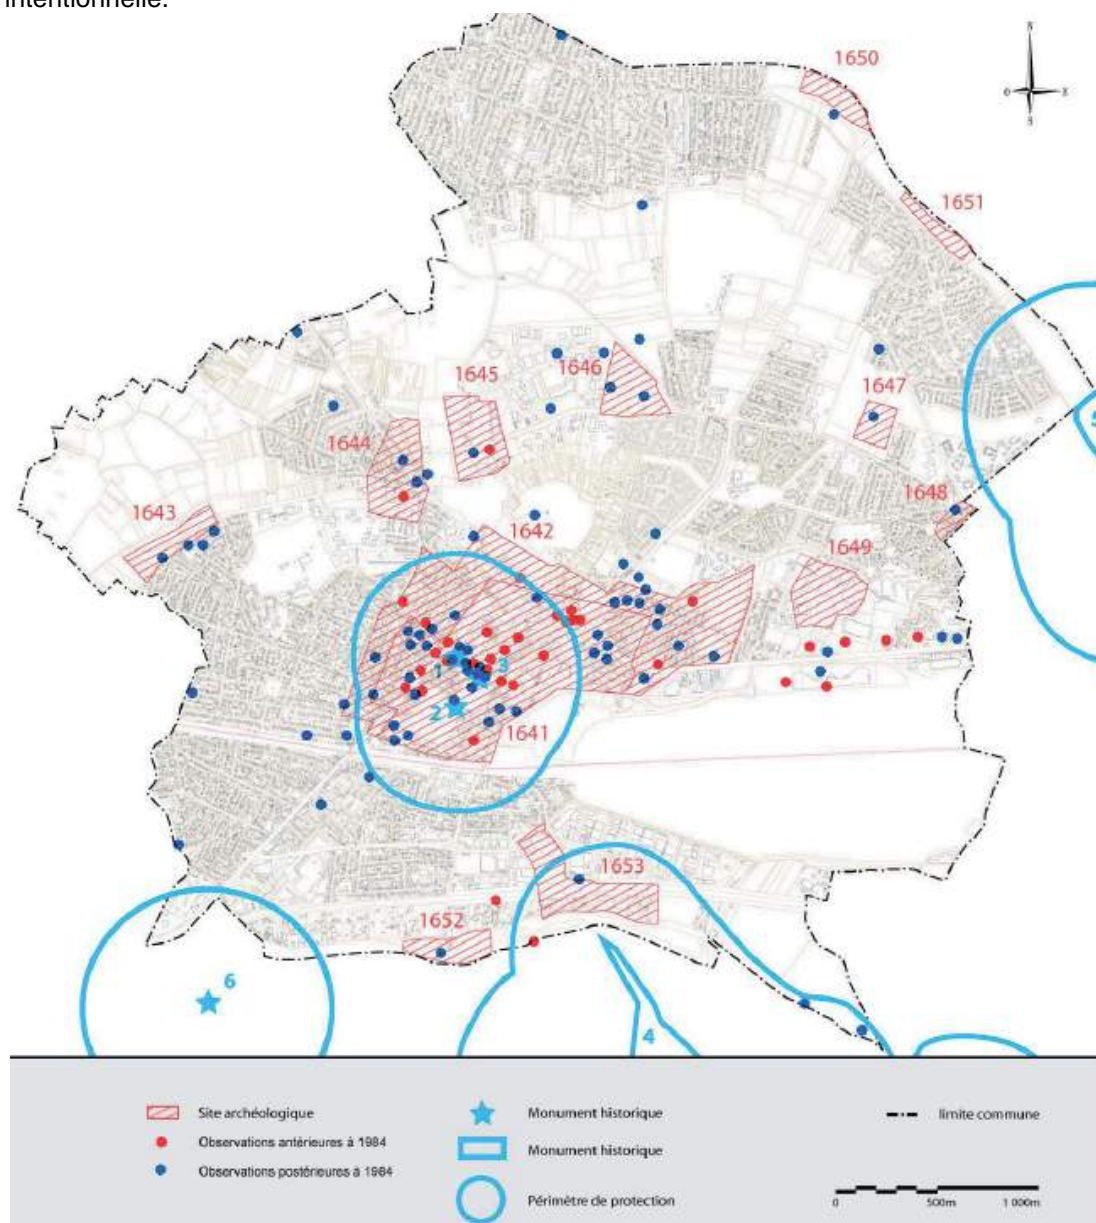 intentionnelle.
N
O E
S
1650
1651
1646
1645
1647
1644
1648
1643
1642
1649
5
3
1
2
1641
1653
1652
6
4
Site archéologique
Observations antérieures à 1984
Observations postérieures à 1984
Monument historique
Monument historique
Périmètre de protection
limite commune
0 500m 1 000m